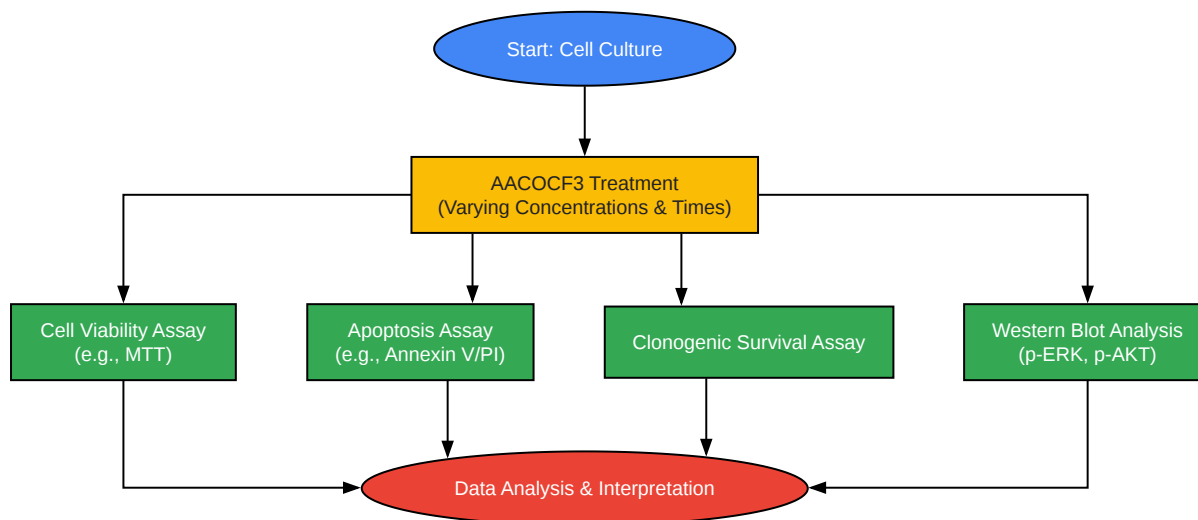 Start: Cell Culture
AACOCF3 Treatment
(Varying Concentrations & Times)
Cell Viability Assay
(e.g., MTT)
Apoptosis Assay
(e.g., Annexin V/PI)
Clonogenic Survival Assay
Western Blot Analysis
(p-ERK, p-AKT)
Data Analysis & Interpretation